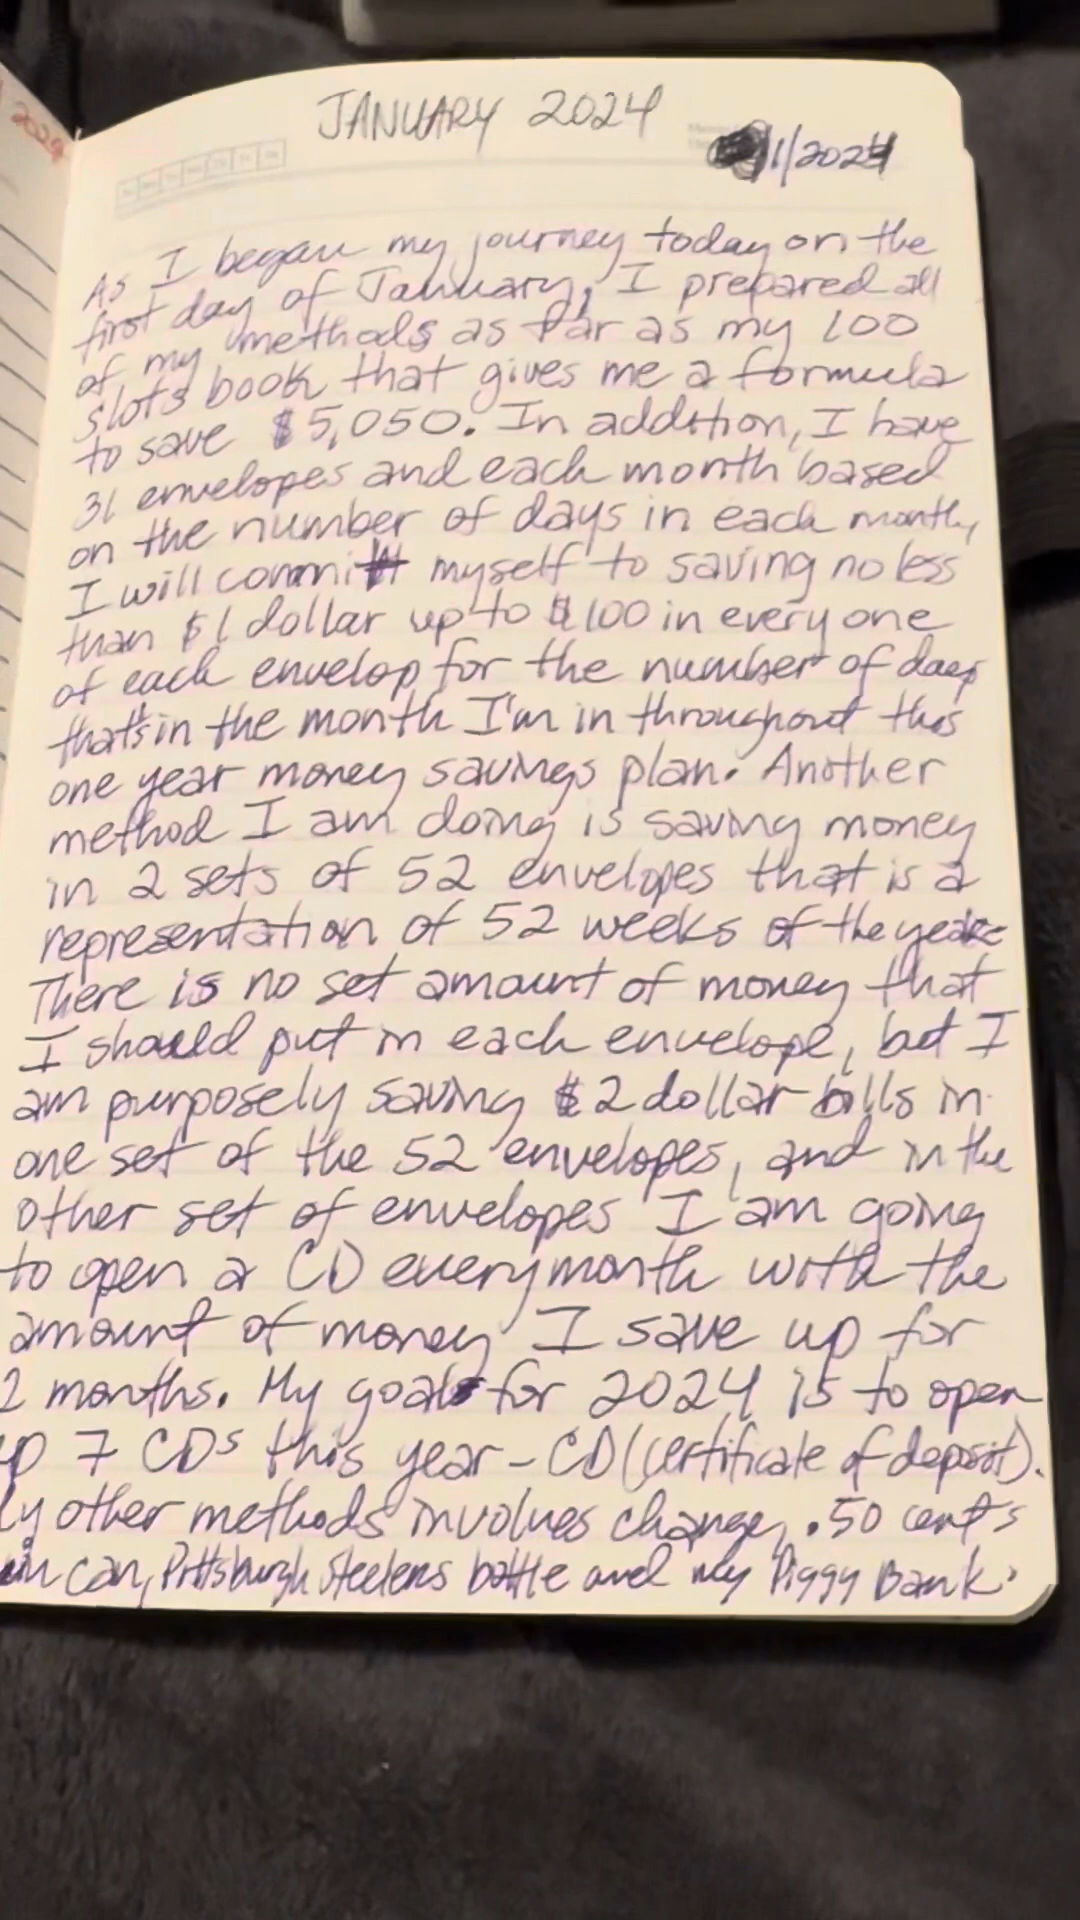 JANUARY 2024
1/2024
As I began my journey today on the
first day of January, I prepared all
of my methods as far as my 100
slots book that gives me a formula
to save $5,050. In addition, I have
31 envelopes and each month based
on the number of days in each month,
I will commit myself to saving no less
than $1 dollar up to $100 in every one
of each envelop for the number of days
that's in the month I'm in throughout this
one year money savings plan. Another
method I am doing is saving money
in 2 sets of 52 envelopes that is a
representation of 52 weeks of the year.
There is no set amount of money that
I should put in each envelope, but I
am purposely saving $2 dollar bills in
one set of the 52 envelopes, and in the
other set of envelopes I am going
to open a CD every month with the
amount of money I save up for
2 months. My goal for 2024 is to open
up 7 CDs this year - CD (certificate of deposit).
My other methods involves change, .50 cents
can, Pittsburgh Steelers bottle and my Piggy Bank.